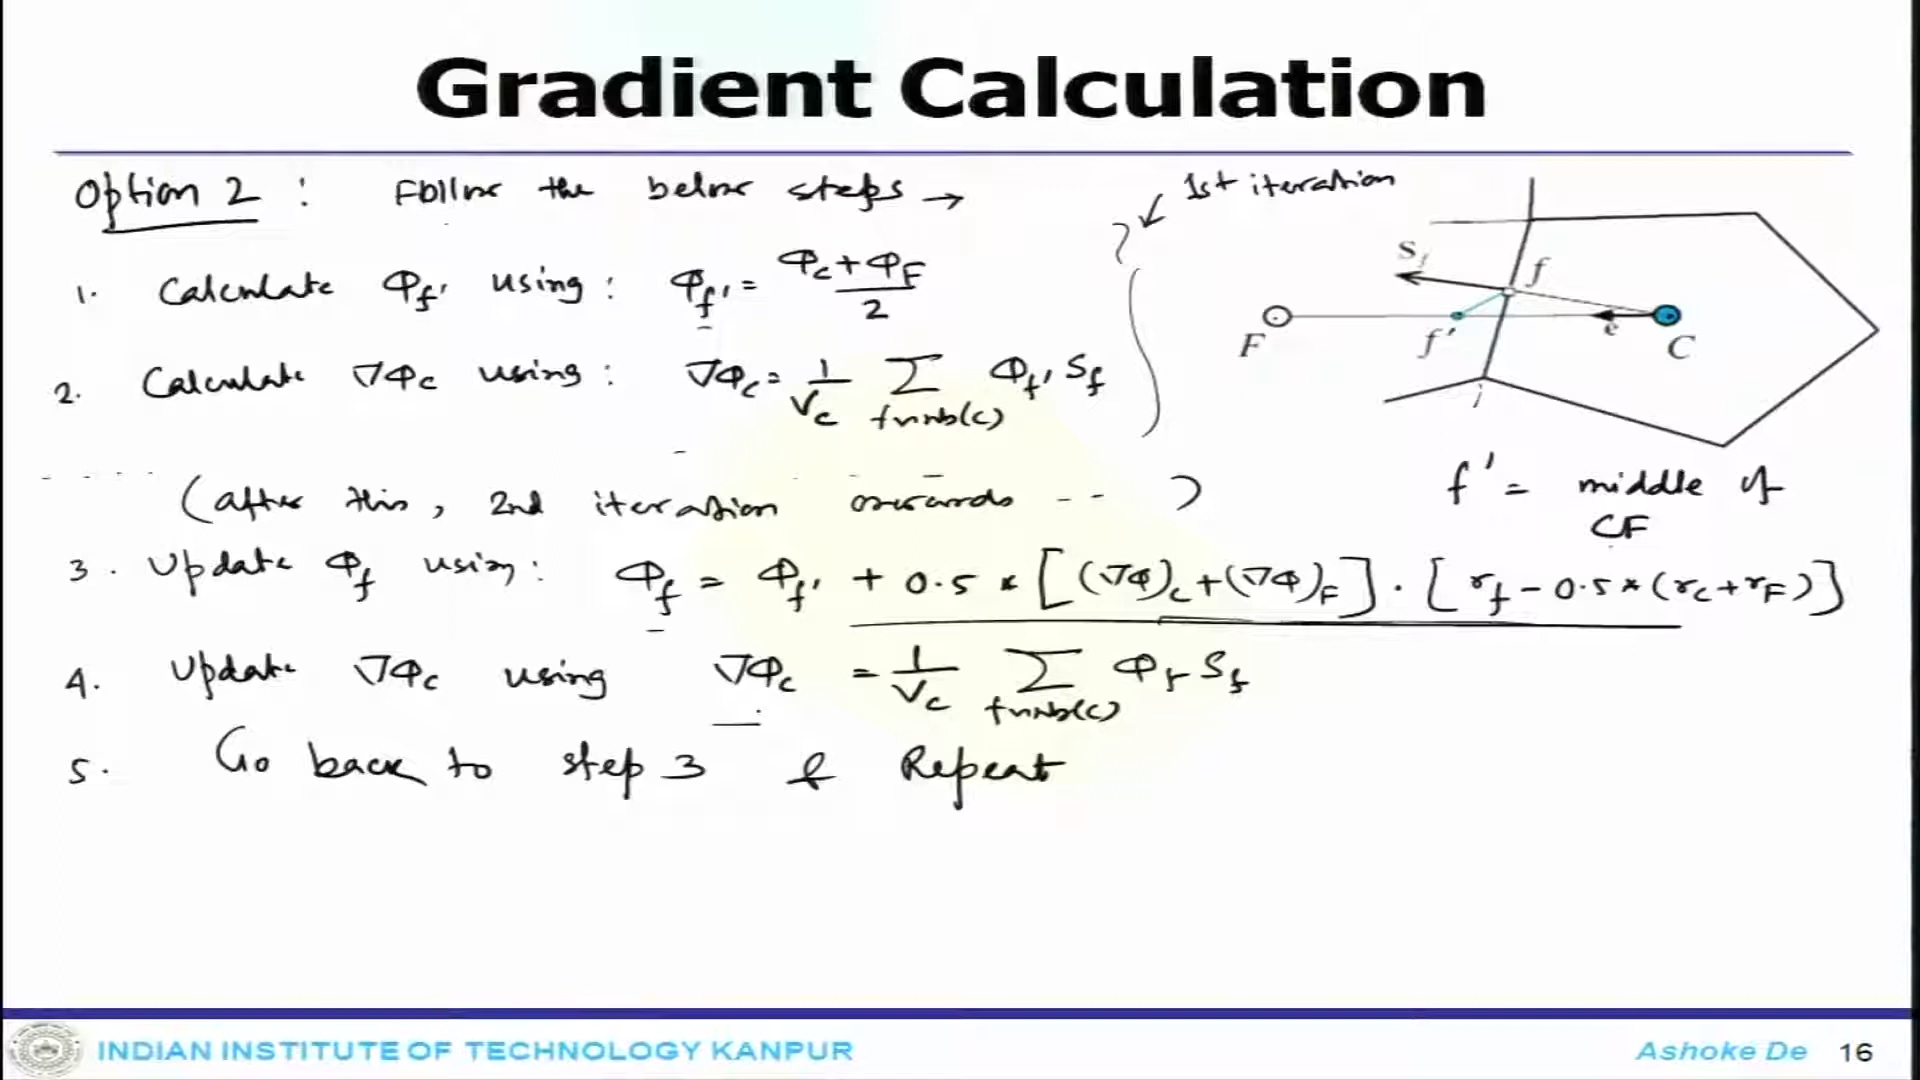 Gradient Calculation
Option 2 : Follow the below steps →
1st iteration
1. Calculate Φf' using : Φf' = (Φc + ΦF) / 2
2. Calculate ∇Φc using : ∇Φc = 1/Vc Σ f~nb(c) Φf' Sf
Sf
f
F
f'
e
C
f' = middle of
CF
(after this, 2nd iteration onwards -- )
3. Update Φf using : Φf = Φf' + 0.5 * [(∇Φ)c + (∇Φ)F] . [rf - 0.5 * (rc + rF)]
4. Update ∇Φc using ∇Φc = 1/Vc Σ f~nb(c) Φf Sf
5. Go back to step 3 & Repeat
INDIAN INSTITUTE OF TECHNOLOGY KANPUR
Ashoke De 16